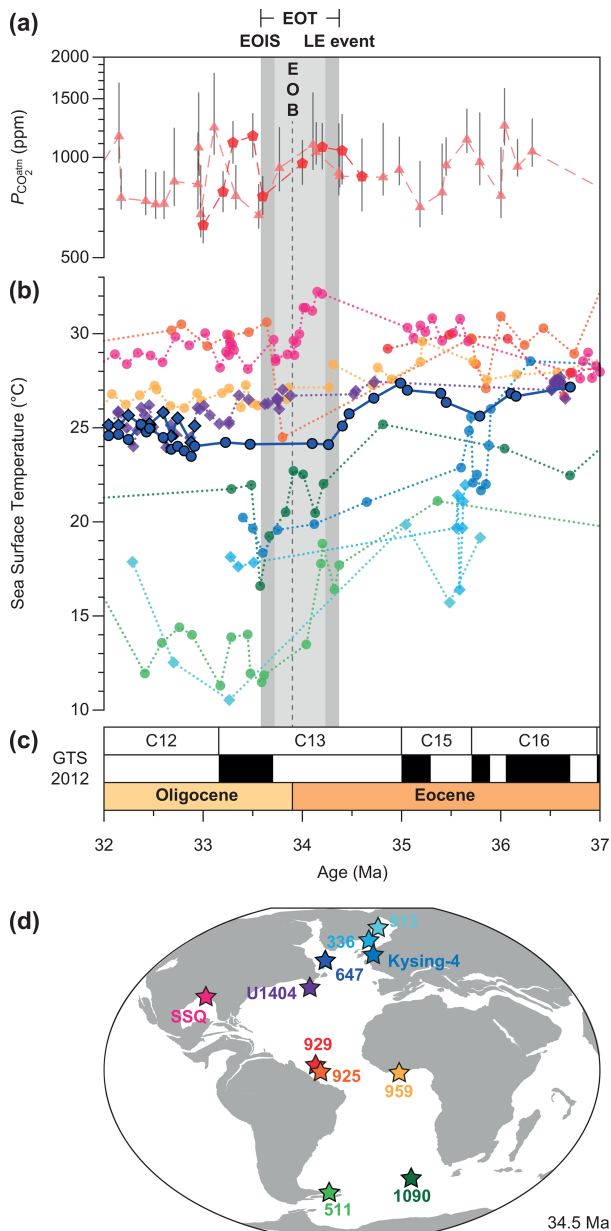 EOT
(a)
EOIS LE event
2000
1500
1000
500
P CO2 atm (ppm)
E
O
B
(b)
30
25
20
15
10
Sea Surface Temperature (°C)
(c)
C12 C13 C15 C16
GTS
2012
Oligocene Eocene
32 33 34 35 36 37
Age (Ma)
(d)
913
336
Kysing-4
647
U1404
SSQ
929
925
959
1090
511
34.5 Ma